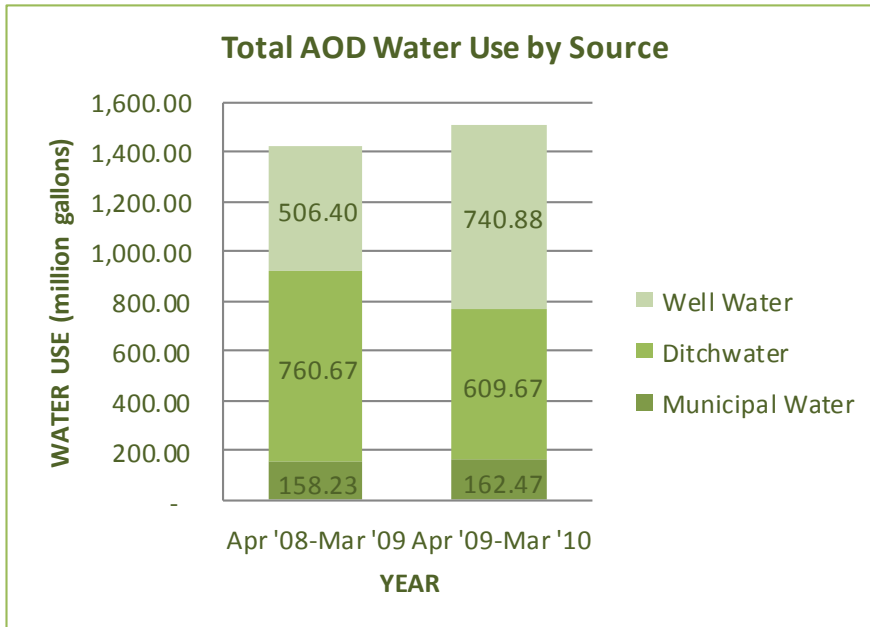 Total AOD Water Use by Source
WATER USE (million gallons)
1,600.00
1,400.00
1,200.00
1,000.00
800.00
600.00
400.00
200.00
-
506.40
760.67
158.23
740.88
609.67
162.47
Well Water
Ditchwater
Municipal Water
Apr '08-Mar '09 Apr '09-Mar '10
YEAR